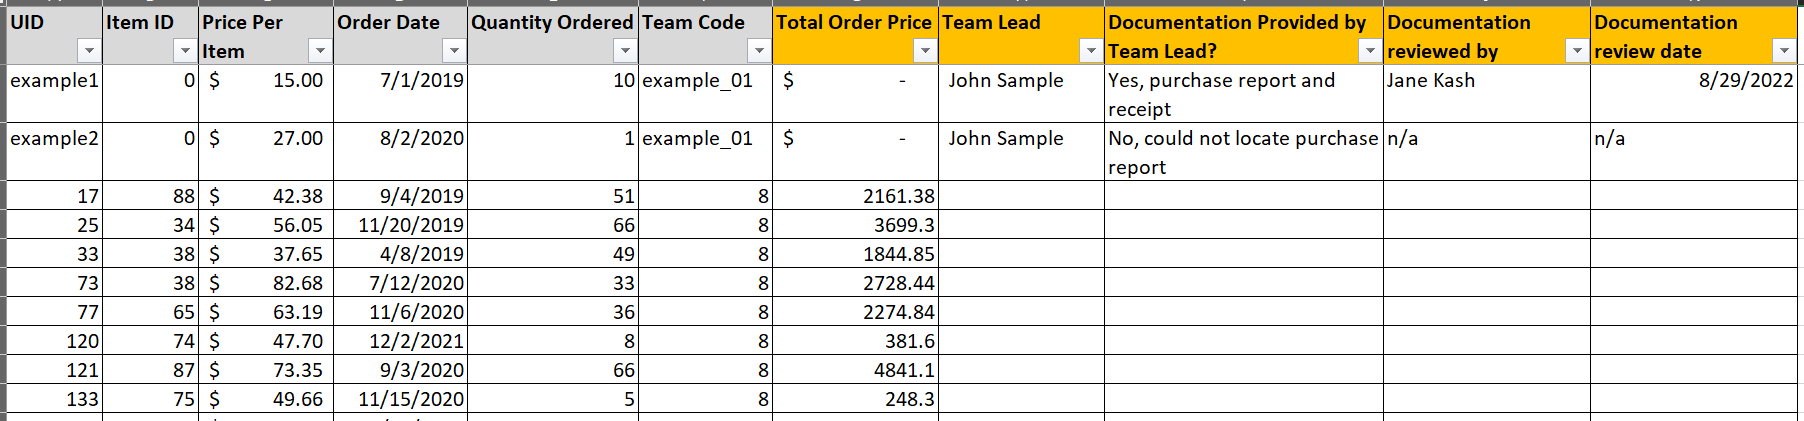 UID Item ID Price Per Item Order Date Quantity Ordered Team Code Total Order Price Team Lead Documentation Provided by Team Lead? Documentation reviewed by Documentation review date
example1 0 $ 15.00 7/1/2019 10 example_01 $ - John Sample Yes, purchase report and receipt Jane Kash 8/29/2022
example2 0 $ 27.00 8/2/2020 1 example_01 $ - John Sample No, could not locate purchase report n/a n/a
17 88 $ 42.38 9/4/2019 51 8 2161.38
25 34 $ 56.05 11/20/2019 66 8 3699.3
33 38 $ 37.65 4/8/2019 49 8 1844.85
73 38 $ 82.68 7/12/2020 33 8 2728.44
77 65 $ 63.19 11/6/2020 36 8 2274.84
120 74 $ 47.70 12/2/2021 8 8 381.6
121 87 $ 73.35 9/3/2020 66 8 4841.1
133 75 $ 49.66 11/15/2020 5 8 248.3